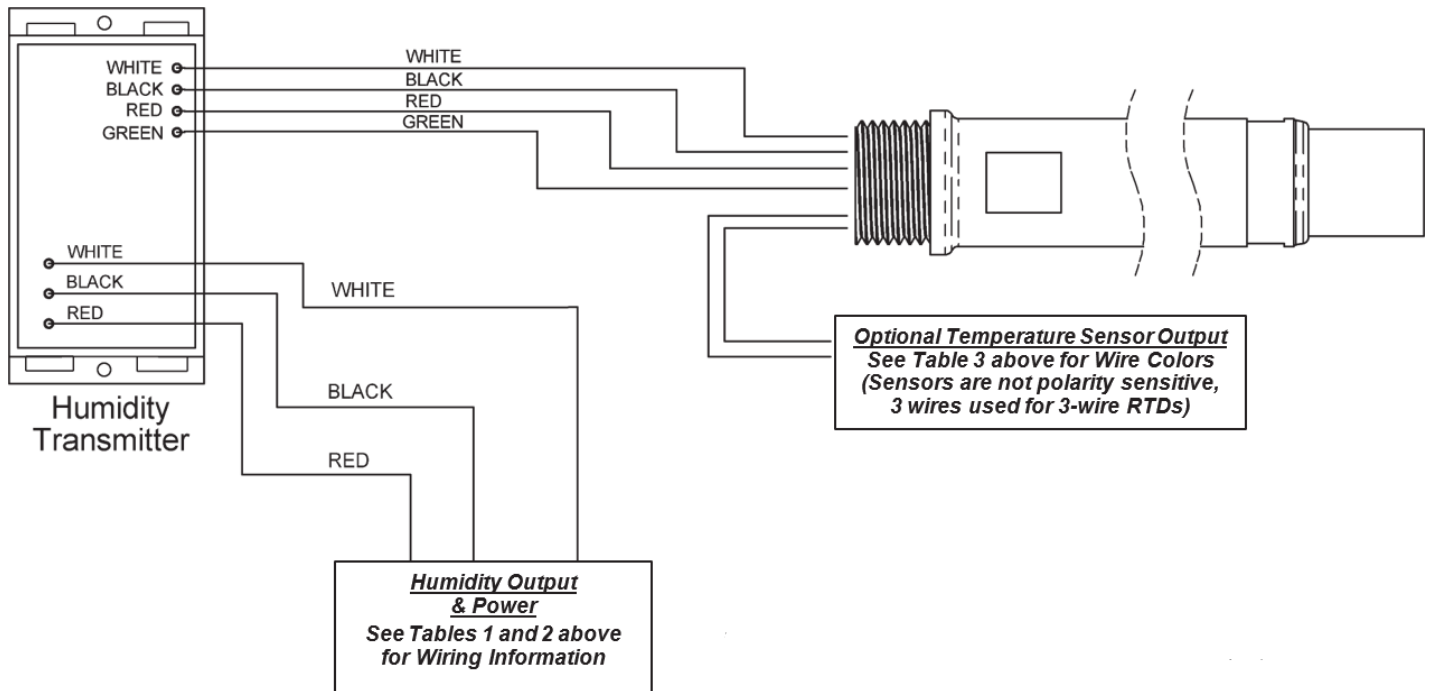 WHITE
BLACK
RED
GREEN
WHITE
BLACK
RED
GREEN
WHITE
BLACK
RED
WHITE
BLACK
RED
Humidity
Transmitter
Optional Temperature Sensor Output
See Table 3 above for Wire Colors
(Sensors are not polarity sensitive,
3 wires used for 3-wire RTDs)
Humidity Output
& Power
See Tables 1 and 2 above
for Wiring Information